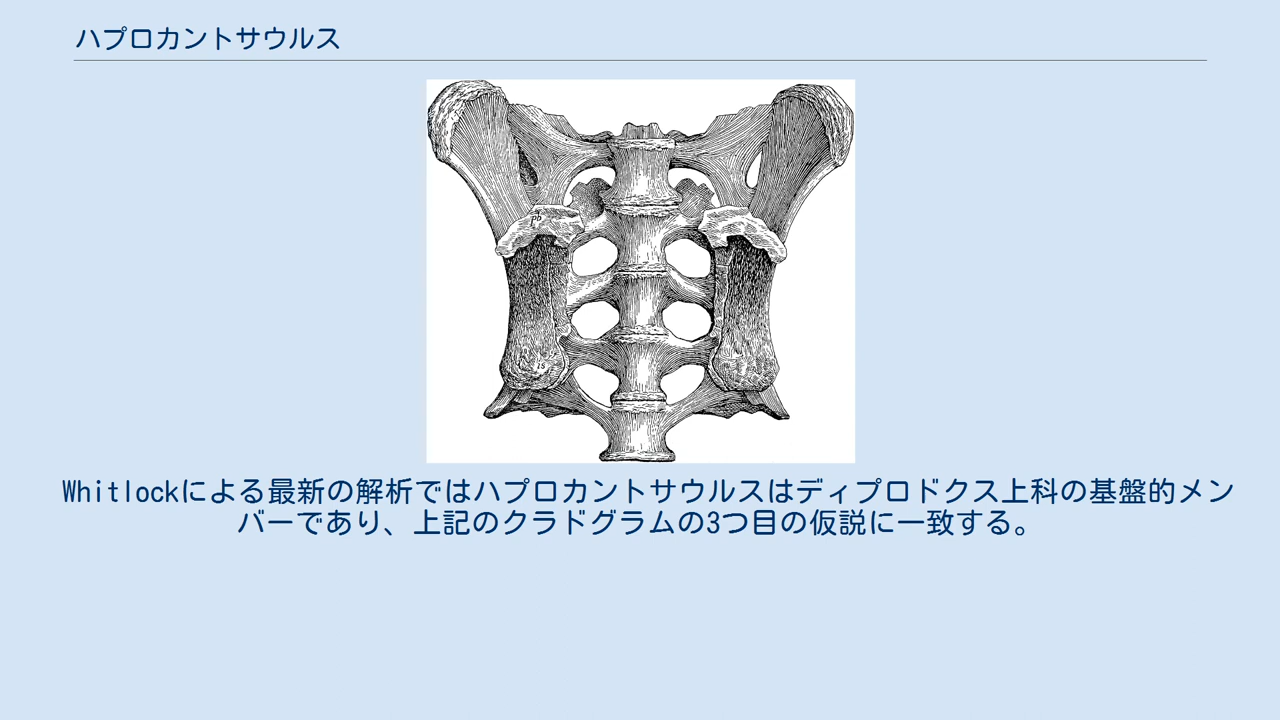 ハプロカントサウルス
pb
is
Whitlockによる最新の解析ではハプロカントサウルスはディプロドクス上科の基盤的メン
バーであり、上記のクラドグラムの3つ目の仮説に一致する。